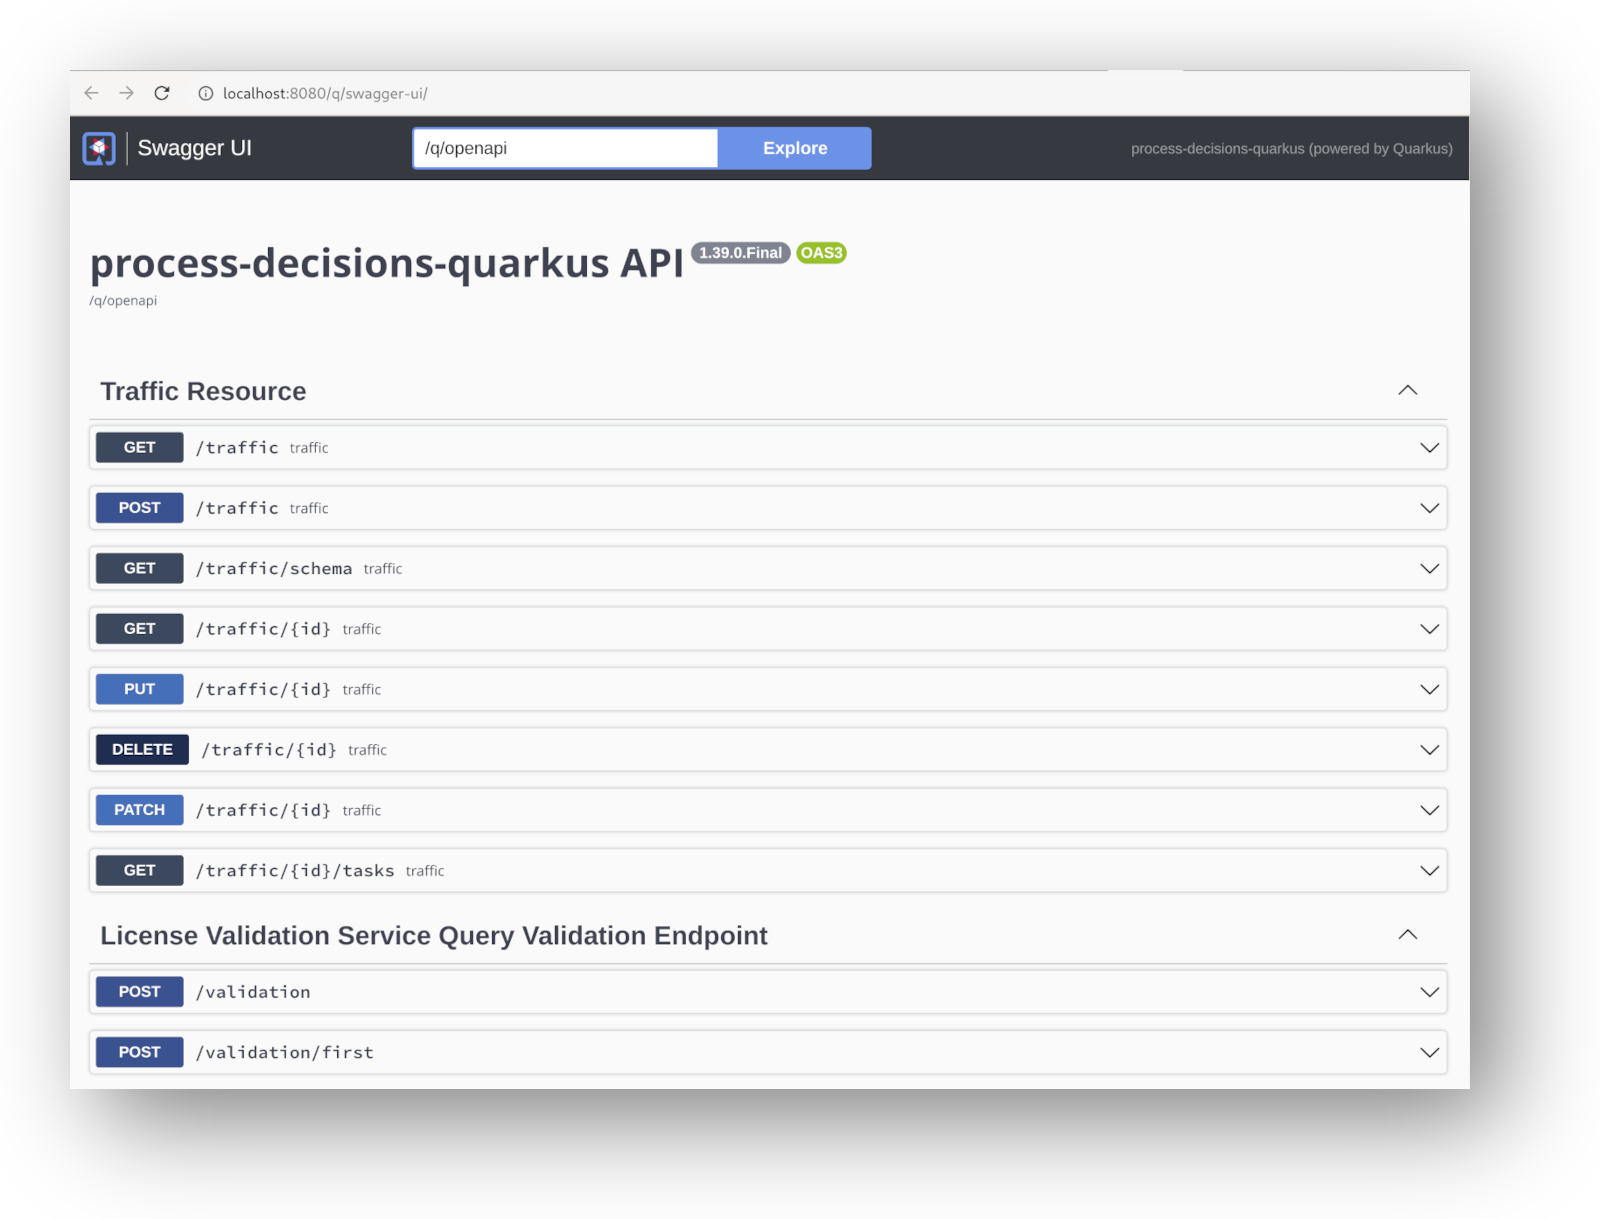 localhost:8080/q/swagger-ui/
Swagger UI
/q/openapi
Explore
process-decisions-quarkus (powered by Quarkus)
process-decisions-quarkus API 1.39.0.Final OAS3
/q/openapi
Traffic Resource
GET /traffic traffic
POST /traffic traffic
GET /traffic/schema traffic
GET /traffic/{id} traffic
PUT /traffic/{id} traffic
DELETE /traffic/{id} traffic
PATCH /traffic/{id} traffic
GET /traffic/{id}/tasks traffic
License Validation Service Query Validation Endpoint
POST /validation
POST /validation/first